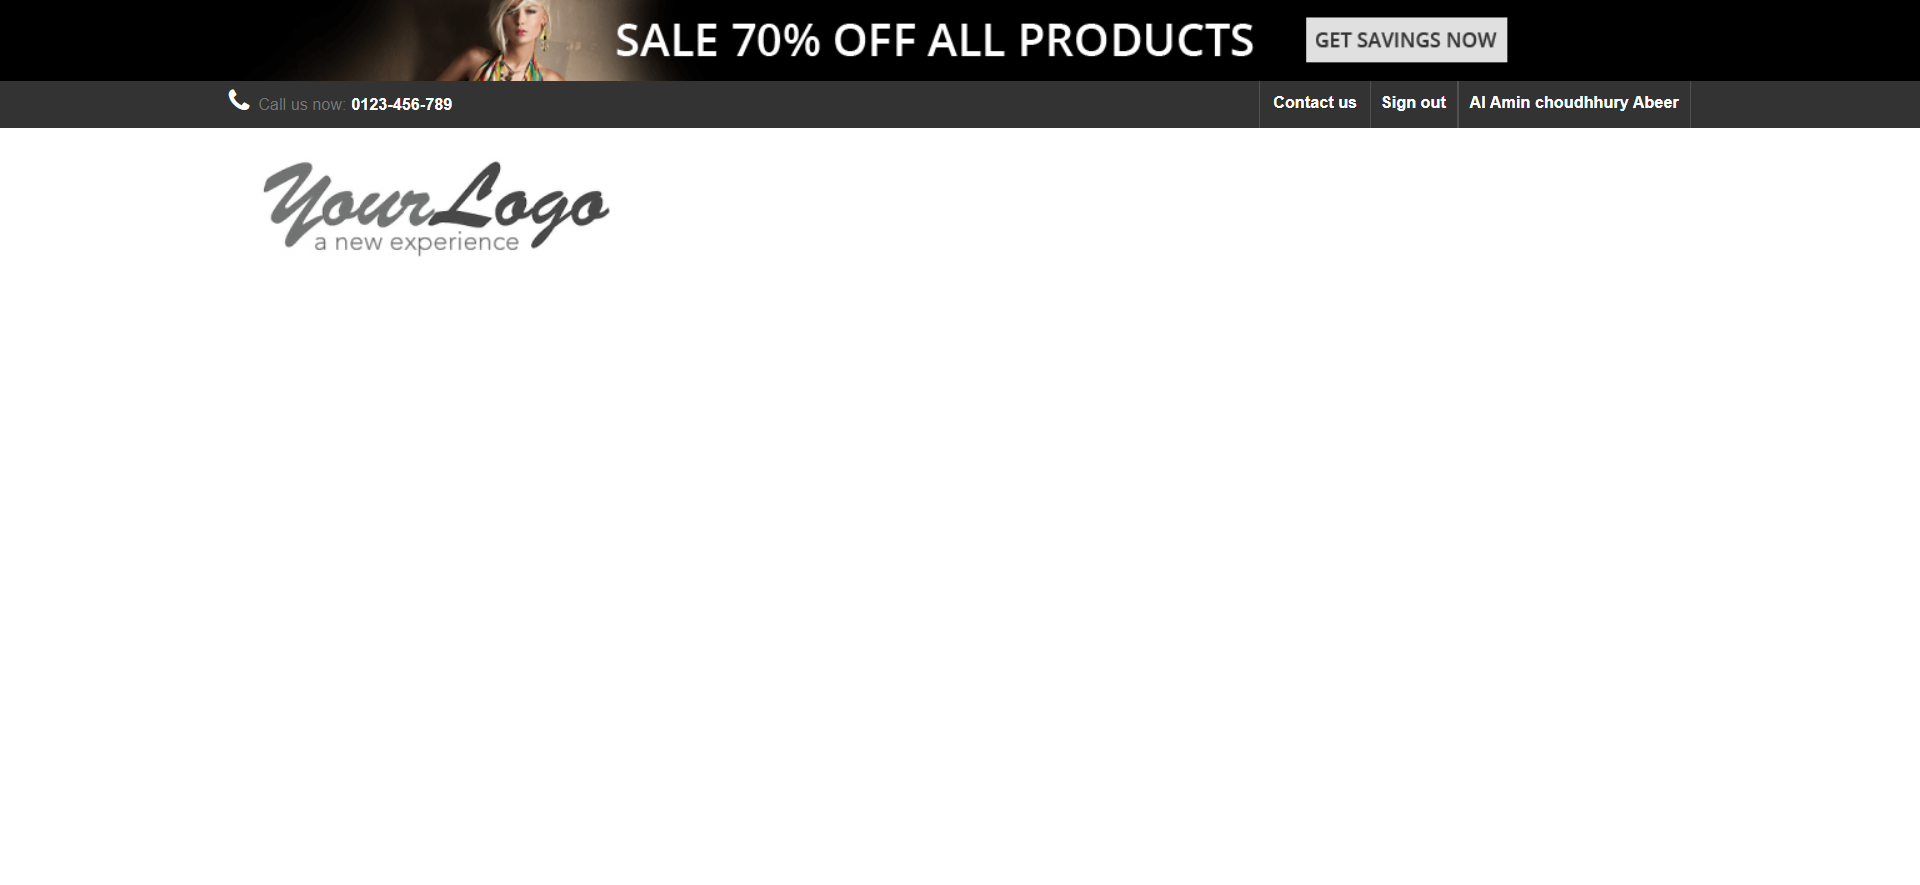 SALE 70% OFF ALL PRODUCTS GET SAVINGS NOW
Call us now: 0123-456-789 Contact us Sign out Al Amin choudhhury Abeer
YourLogo
a new experience